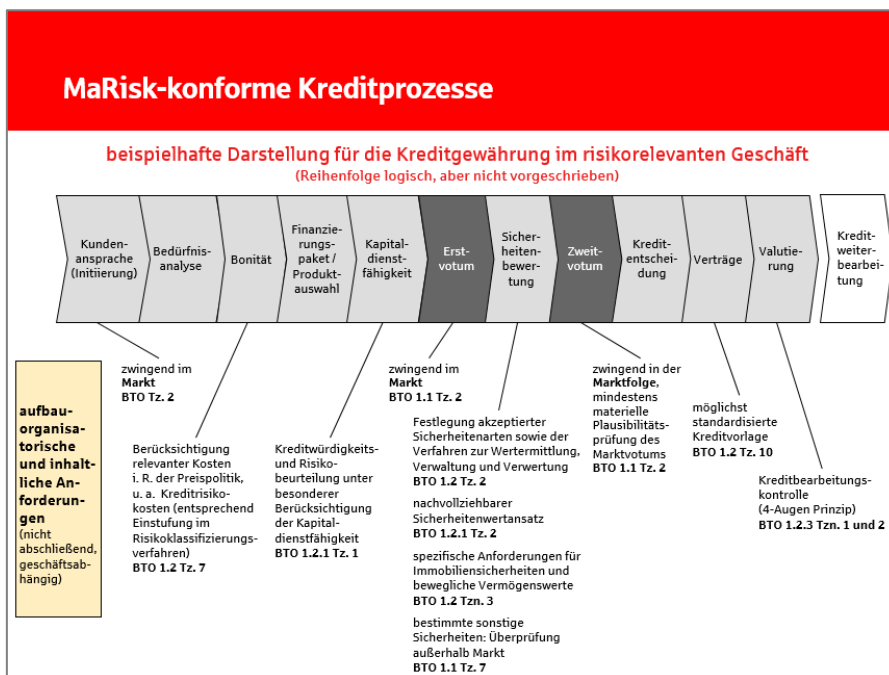 MaRisk-konforme Kreditprozesse
beispielhafte Darstellung für die Kreditgewährung im risikorelevanten Geschäft
(Reihenfolge logisch, aber nicht vorgeschrieben)
Kunden-
ansprache
(Initiierung)
Bedürfnis-
analyse
Bonität
Finanzie-
rungs-
paket /
Produkt-
auswahl
Kapital-
dienst-
fähigkeit
Erst-
votum
Sicher-
heiten-
bewer-
tung
Zweit-
votum
Kredit-
entschei-
dung
Verträge
Valutie-
rung
Kredit-
weiter-
bearbei-
tung
aufbau-
organisa-
torische
und inhalt-
liche An-
forderun-
gen
(nicht
abschließend,
geschäftsab-
hängig)
zwingend im
Markt
BTO Tz. 2
Berücksichtigung
relevanter Kosten
i. R. der Preispolitik,
u. a. Kreditrisiko-
kosten (entsprechend
Einstufung im
Risikoklassifizierungs-
verfahren)
BTO 1.2 Tz. 7
Kreditwürdigkeits-
und Risiko-
beurteilung unter
besonderer
Berücksichtigung
der Kapital-
dienstfähigkeit
BTO 1.2.1 Tz. 1
zwingend im
Markt
BTO 1.1 Tz. 2
Festlegung akzeptierter
Sicherheitenarten sowie der
Verfahren zur Wertermittlung,
Verwaltung und Verwertung
BTO 1.2 Tz. 2
nachvollziehbarer
Sicherheitenwertansatz
BTO 1.2.1 Tz. 2
spezifische Anforderungen für
Immobiliensicherheiten und
bewegliche Vermögenswerte
BTO 1.2 Tzn. 3
bestimmte sonstige
Sicherheiten: Überprüfung
außerhalb Markt
BTO 1.1 Tz. 7
zwingend in der
Marktfolge,
mindestens
materielle
Plausibilitäts-
prüfung des
Marktvotums
BTO 1.1 Tz. 2
möglichst
standardisierte
Kreditvorlage
BTO 1.2 Tz. 10
Kreditbearbeitungs-
kontrolle
(4-Augen Prinzip)
BTO 1.2.3 Tzn. 1 und 2